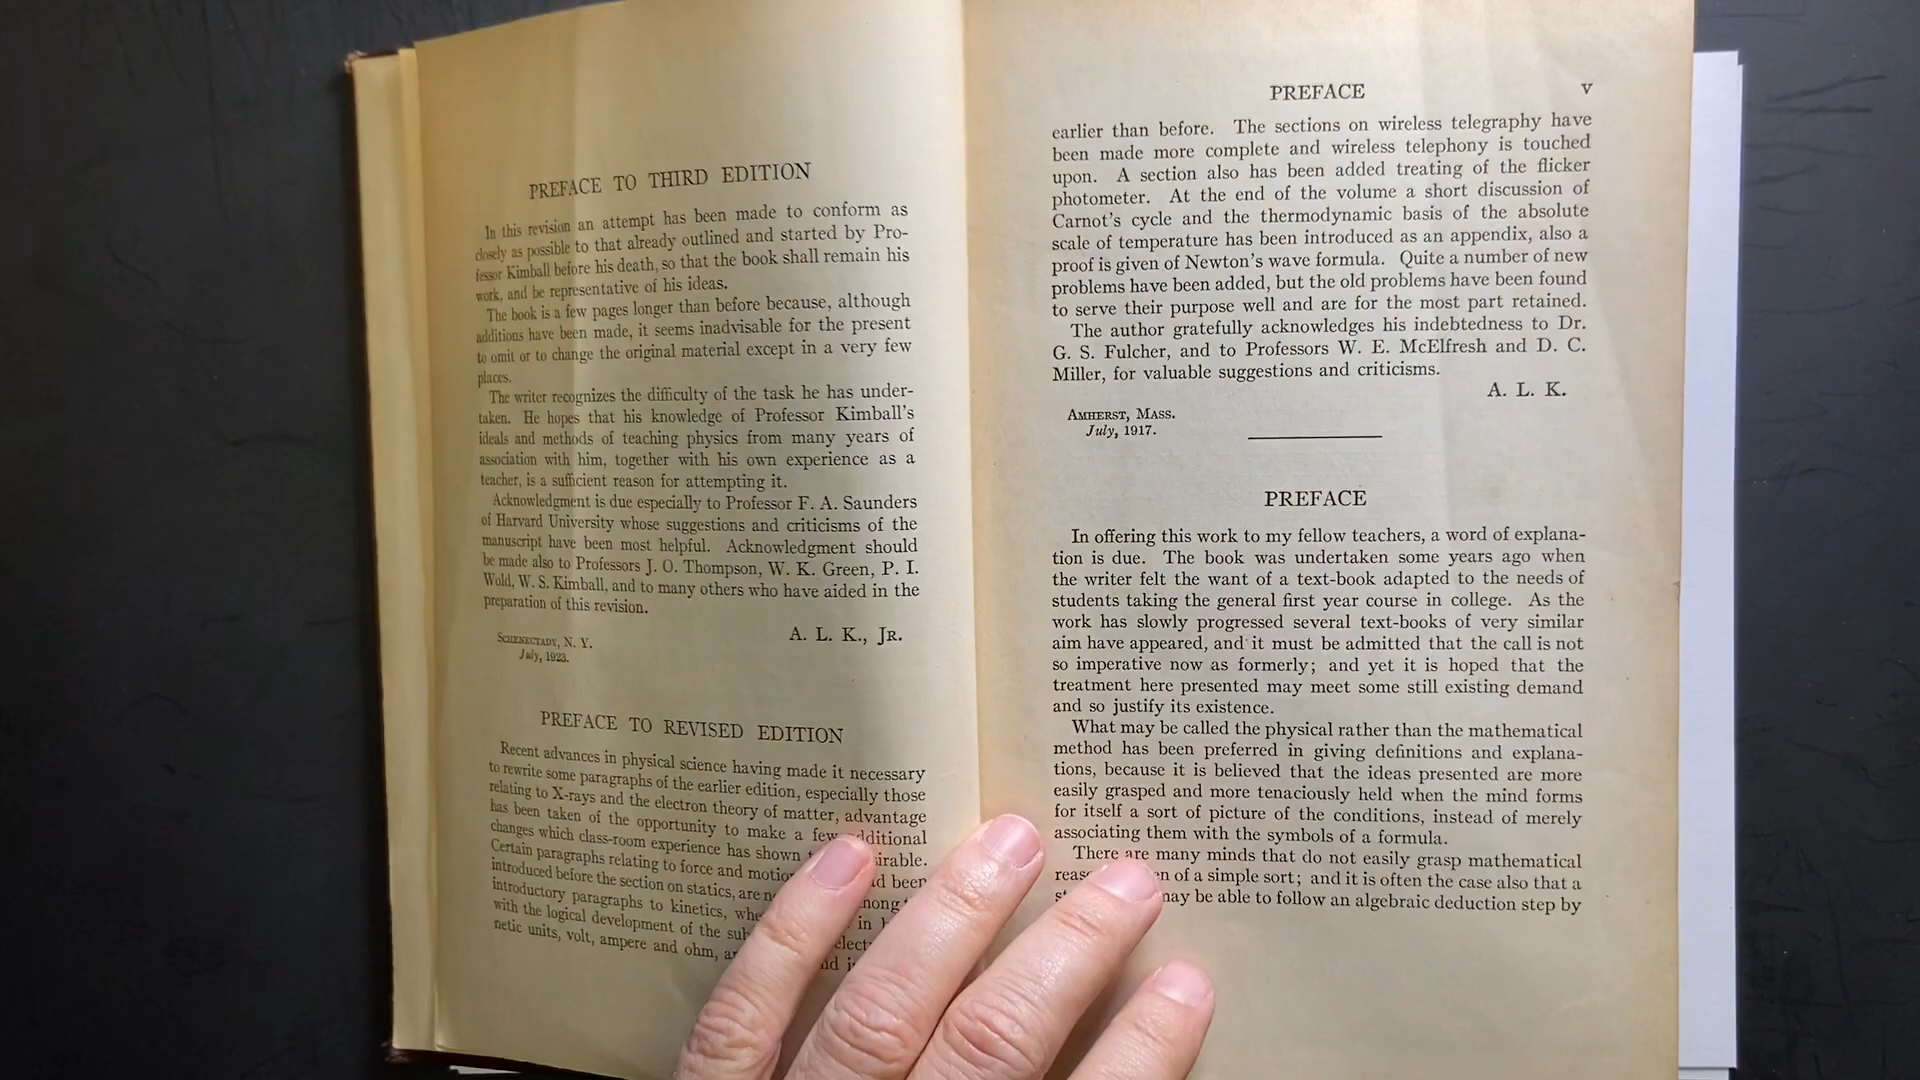 PREFACE TO THIRD EDITION
In this revision an attempt has been made to conform as
closely as possible to that already outlined and started by Pro-
fessor Kimball before his death, so that the book shall remain his
work, and be representative of his ideas.
The book is a few pages longer than before because, although
additions have been made, it seems inadvisable for the present
to omit or to change the original material except in a very few
places.
The writer recognizes the difficulty of the task he has under-
taken. He hopes that his knowledge of Professor Kimball's
ideals and methods of teaching physics from many years of
association with him, together with his own experience as a
teacher, is a sufficient reason for attempting it.
Acknowledgment is due especially to Professor F. A. Saunders
of Harvard University whose suggestions and criticisms of the
manuscript have been most helpful. Acknowledgment should
be made also to Professors J. O. Thompson, W. K. Green, P. I.
Wold, W. S. Kimball, and to many others who have aided in the
preparation of this revision.
A. L. K., JR.
SCHENECTADY, N. Y.
July, 1923.
PREFACE TO REVISED EDITION
Recent advances in physical science having made it necessary
to rewrite some paragraphs of the earlier edition, especially those
relating to X-rays and the electron theory of matter, advantage
has been taken of the opportunity to make a few additional
changes which class-room experience has shown
Certain paragraphs relating to force and been
introduced before the section on statics, are
introductory paragraphs to kinetics, in
with the logical development of the
netic units, volt, ampere and ohm,
PREFACE v
earlier than before. The sections on wireless telegraphy have
been made more complete and wireless telephony is touched
upon. A section also has been added treating of the flicker
photometer. At the end of the volume a short discussion of
Carnot's cycle and the thermodynamic basis of the absolute
scale of temperature has been introduced as an appendix, also a
proof is given of Newton's wave formula. Quite a number of new
problems have been added, but the old problems have been found
to serve their purpose well and are for the most part retained.
The author gratefully acknowledges his indebtedness to Dr.
G. S. Fulcher, and to Professors W. E. McElfresh and D. C.
Miller, for valuable suggestions and criticisms.
A. L. K.
AMHERST, MASS.
July, 1917.
PREFACE
In offering this work to my fellow teachers, a word of explana-
tion is due. The book was undertaken some years ago when
the writer felt the want of a text-book adapted to the needs of
students taking the general first year course in college. As the
work has slowly progressed several text-books of very similar
aim have appeared, and it must be admitted that the call is not
so imperative now as formerly; and yet it is hoped that the
treatment here presented may meet some still existing demand
and so justify its existence.
What may be called the physical rather than the mathematical
method has been preferred in giving definitions and explana-
tions, because it is believed that the ideas presented are more
easily grasped and more tenaciously held when the mind forms
for itself a sort of picture of the conditions, instead of merely
associating them with the symbols of a formula.
There are many minds that do not easily grasp mathematical
of a simple sort; and it is often the case also that a
may be able to follow an algebraic deduction step by